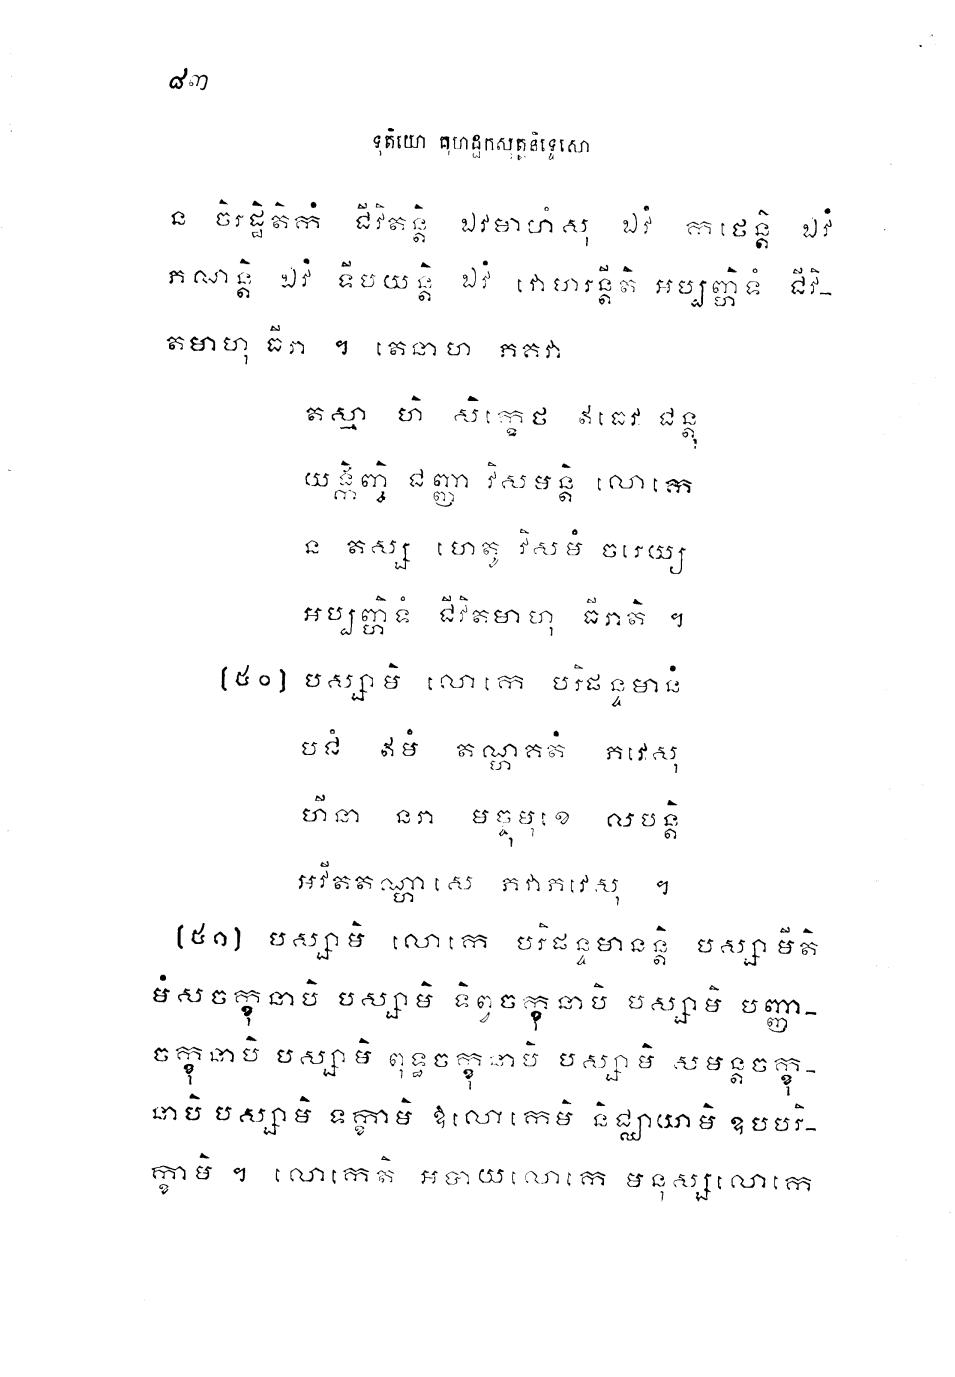 ៨៣
ទុតិយោ គុហដ្ឋកសុត្តនិទ្ទេសោ
ន ចិរដ្ឋិតិកំ ជីវិតន្តិ ឯវមាហំសុ ឯវំ កថេន្តិ ឯវំ
ភណន្តិ ឯវំ ទីបយន្តិ ឯវំ វោហរន្តីតិ អប្បញ្ហិទំ ជីវិ-
តមាហុ ធីរា ។ តេនាហ ភគវា
តស្មា ហិ សិក្ខេថ ឥធេវ ជន្តុ
យង្កិញ្ចិ ជញ្ញា វិសមន្តិ លោកេ
ន តស្ស ហេតូ វិសមំ ចរេយ្យ
អប្បញ្ហិទំ ជីវិតមាហុ ធីរាតិ ។
(៥០) បស្សាមិ លោកេ បរិផន្ទមានំ
បជំ ឥមំ តណ្ហគតំ ភវេសុ
ហីនា នរា មច្ចុមុខេ លបន្តិ
អវីតតណ្ហាសេ ភវាភវេសុ ។
(៥១) បស្សាមិ លោកេ បរិផន្ទមានន្តិ បស្សាមីតិ
មំសចក្ខុនាបិ បស្សាមិ ទិព្វចក្ខុនាបិ បស្សាមិ បញ្ញា-
ចក្ខុនាបិ បស្សាមិ ពុទ្ធចក្ខុនាបិ បស្សាមិ សមន្តចក្ខុ-
នាបិ បស្សាមិ ទក្ខាមិ ឱលោកេមិ និជ្ឈាយាមិ ឧបបរិ-
ក្ខាមិ ។ លោកេតិ អបាយលោកេ មនុស្សលោកេ